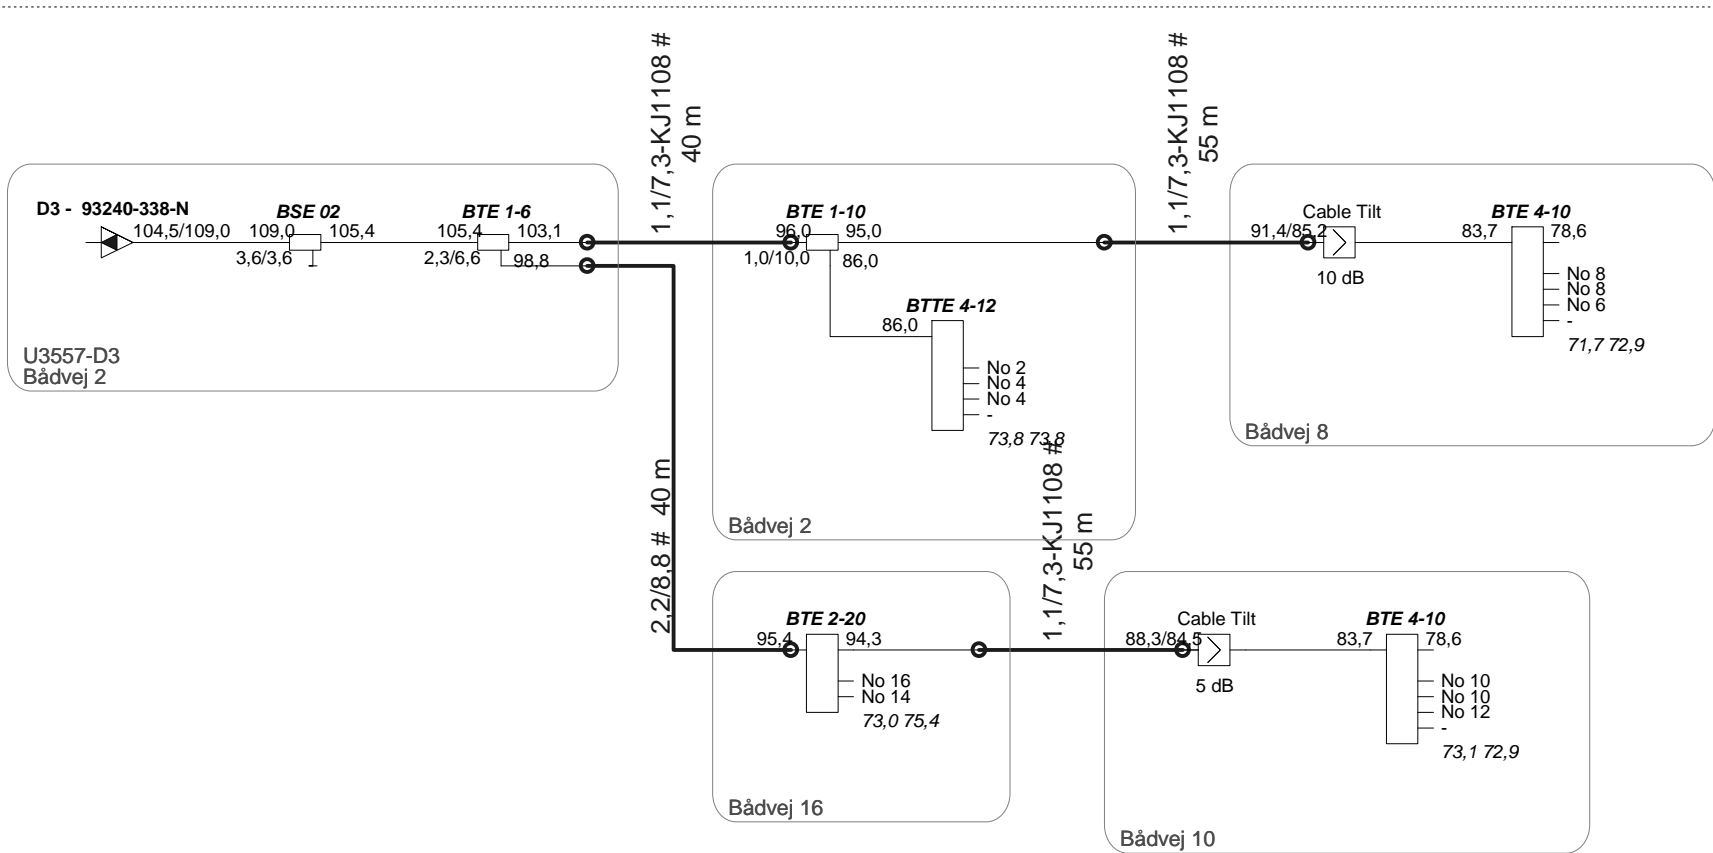 1,1/7,3-KJ1108 #
40 m
1,1/7,3-KJ1108 #
55 m
D3 - 93240-338-N
104,5/109,0
BSE 02
109,0
105,4
3,6/3,6
BTE 1-6
105,4
103,1
2,3/6,6
98,8
U3557-D3
Bådvej 2
BTE 1-10
96,0
95,0
1,0/10,0
86,0
BTTE 4-12
86,0
No 2
No 4
No 4
-
73,8 73,8
Bådvej 2
91,4/85,2
Cable Tilt
10 dB
BTE 4-10
83,7
78,6
No 8
No 8
No 6
-
71,7 72,9
Bådvej 8
2,2/8,8 # 40 m
1,1/7,3-KJ1108 #
55 m
BTE 2-20
95,4
94,3
No 16
No 14
73,0 75,4
Bådvej 16
88,3/84,5
Cable Tilt
5 dB
BTE 4-10
83,7
78,6
No 10
No 10
No 12
-
73,1 72,9
Bådvej 10